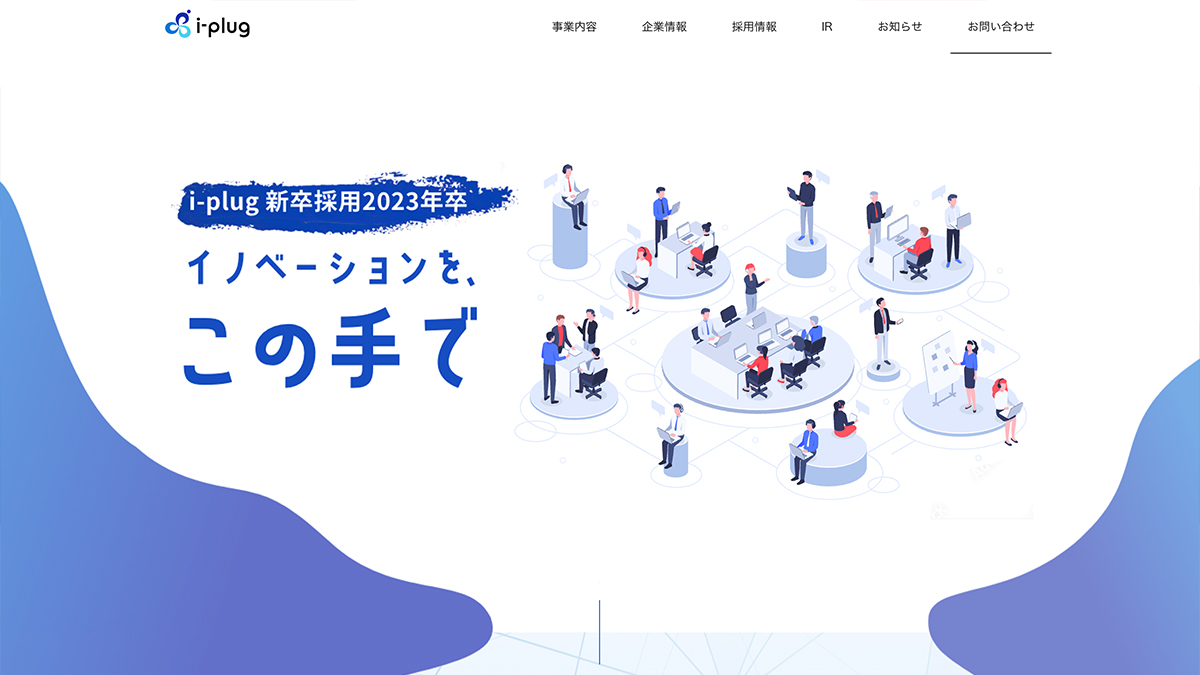 i-plug
事業内容
企業情報
採用情報
IR
お知らせ
お問い合わせ
i-plug 新卒採用2023年卒
イノベーションを、
この手で